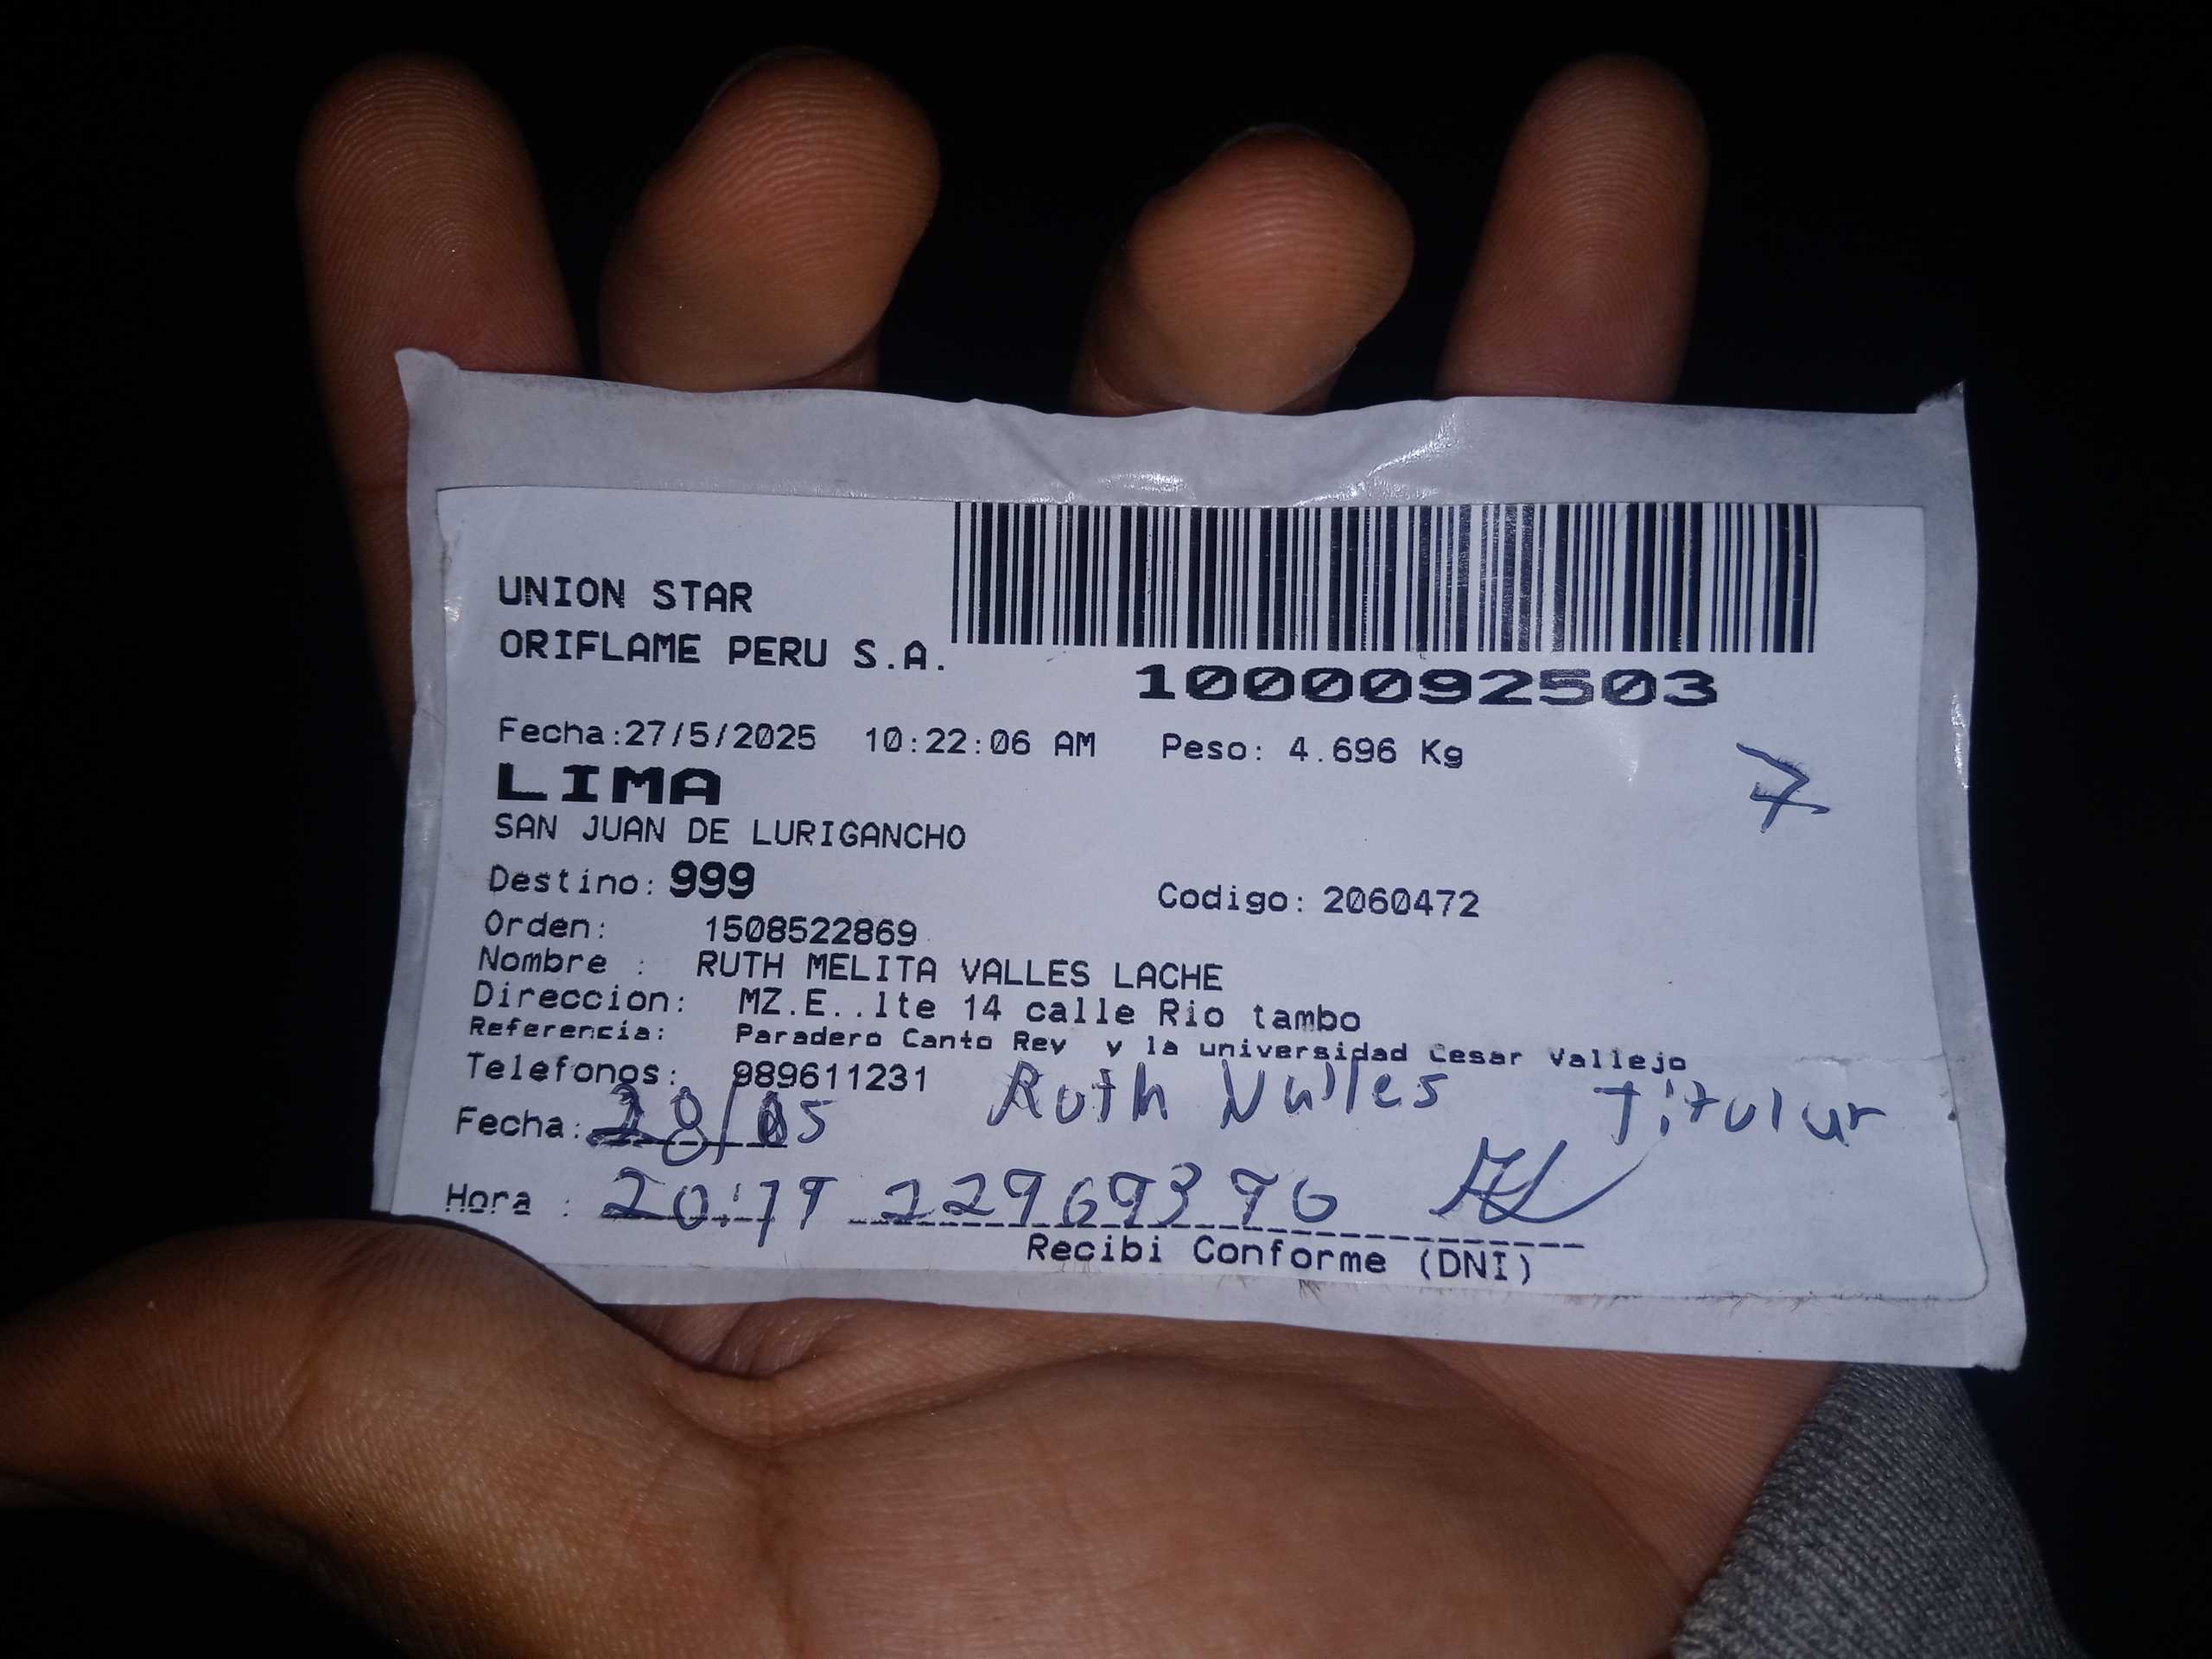 UNION STAR
ORIFLAME PERU S.A.
1000092503
Fecha:27/5/2025 10:22:06 AM Peso: 4.696 Kg
7
LIMA
SAN JUAN DE LURIGANCHO
Destino: 999 Codigo: 2060472
Orden: 1508522869
Nombre : RUTH MELITA VALLES LACHE
Direccion: MZ.E..lte 14 calle Rio tambo
Referencia: Paradero Canto Rey y la universidad Cesar Vallejo
Telefonos: 989611231 Ruth Valles Titular
Fecha: 28/05
Hora : 20:19
Recibi Conforme (DNI)